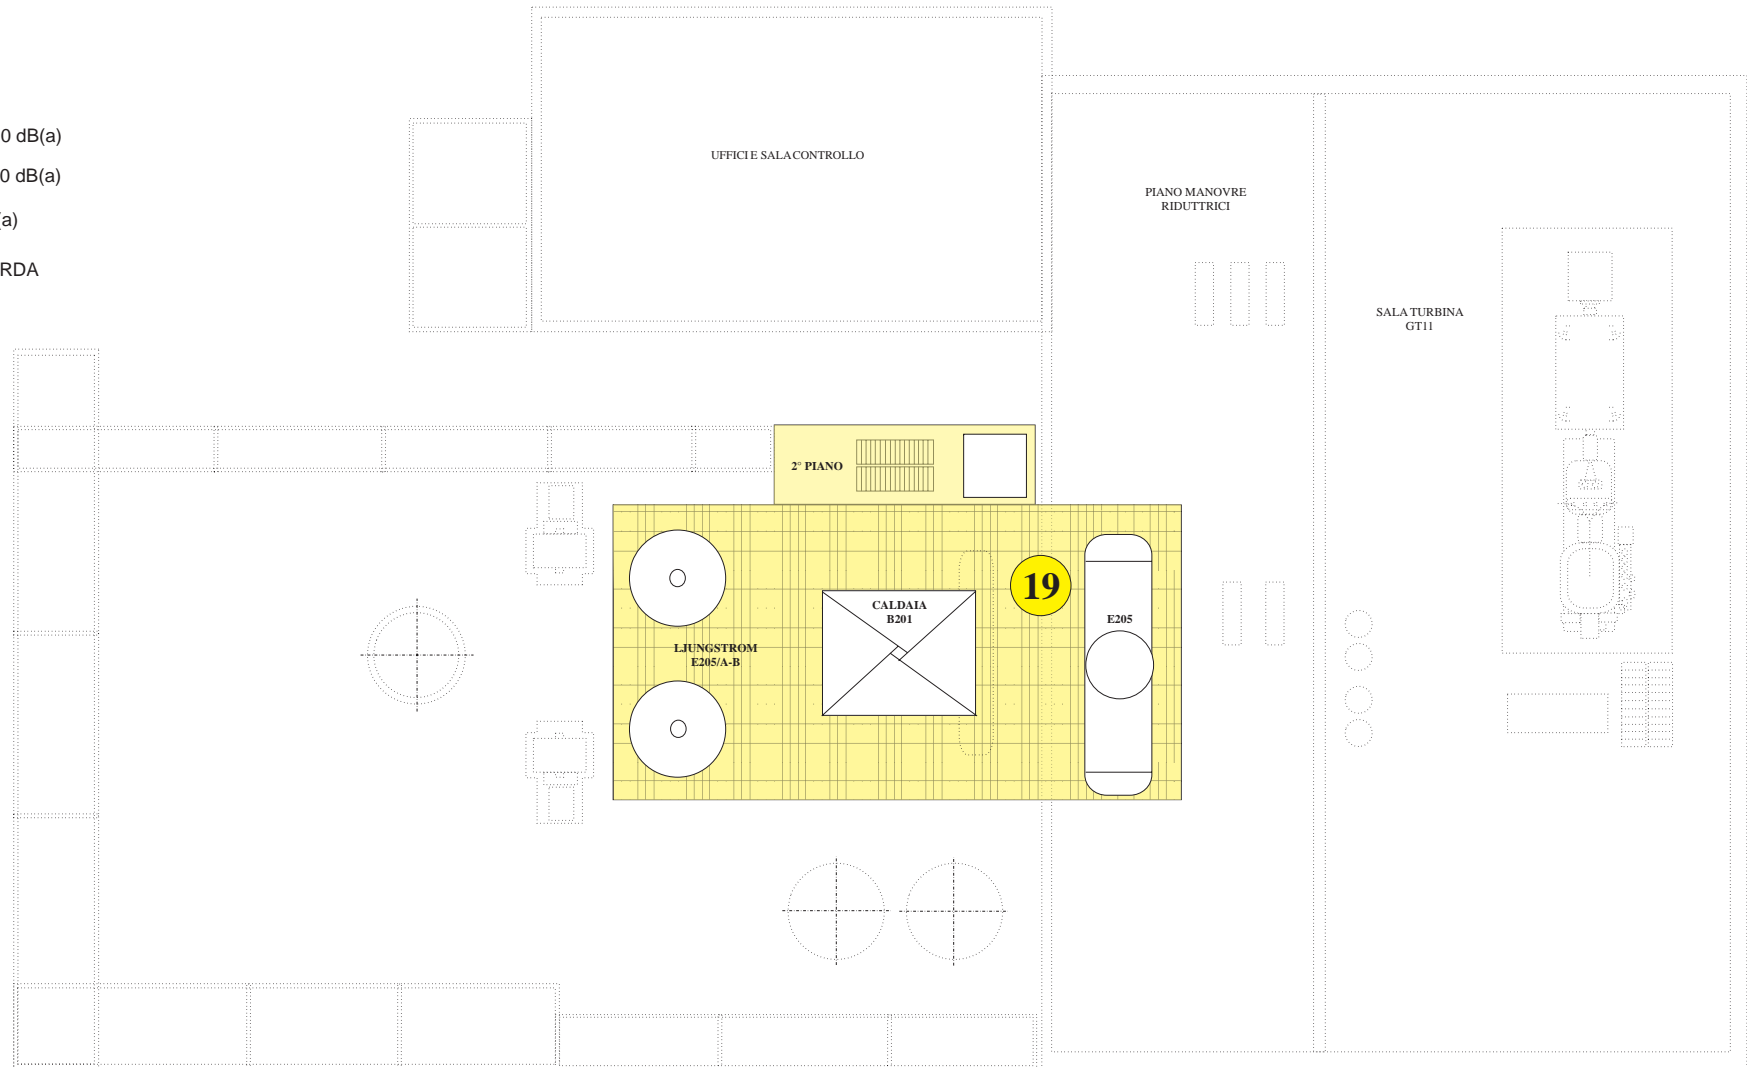 0 dB(a)
0 dB(a)
(a)
RDA
UFFICI E SALA CONTROLLO
PIANO MANOVRE
RIDUTTRICI
SALA TURBINA
GT11
2° PIANO
19
CALDAIA
B201
E205
LJUNGSTROM
E205/A-B